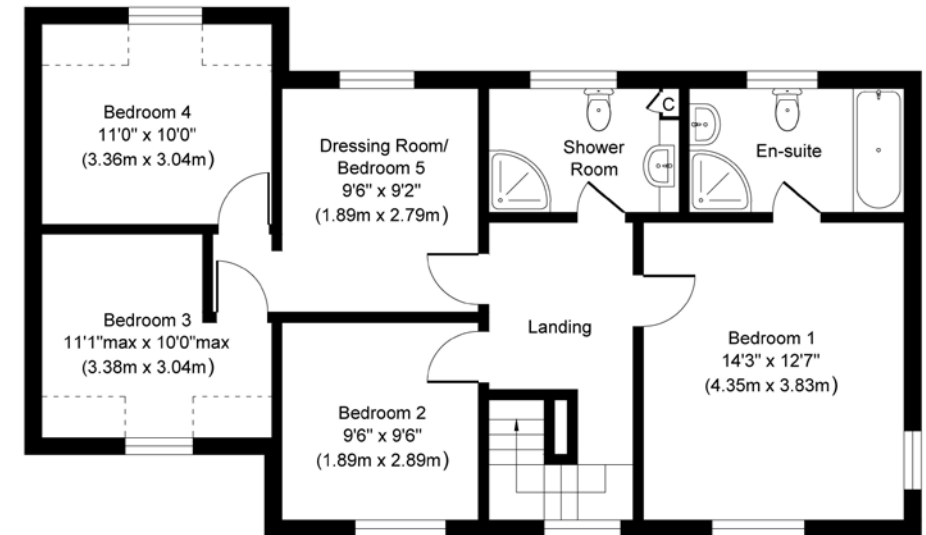 Bedroom 4
11'0" x 10'0"
(3.36m x 3.04m)
Dressing Room/
Bedroom 5
9'6" x 9'2"
(1.89m x 2.79m)
Shower
Room
C
En-suite
Bedroom 3
11'1"max x 10'0"max
(3.38m x 3.04m)
Landing
Bedroom 1
14'3" x 12'7"
(4.35m x 3.83m)
Bedroom 2
9'6" x 9'6"
(1.89m x 2.89m)